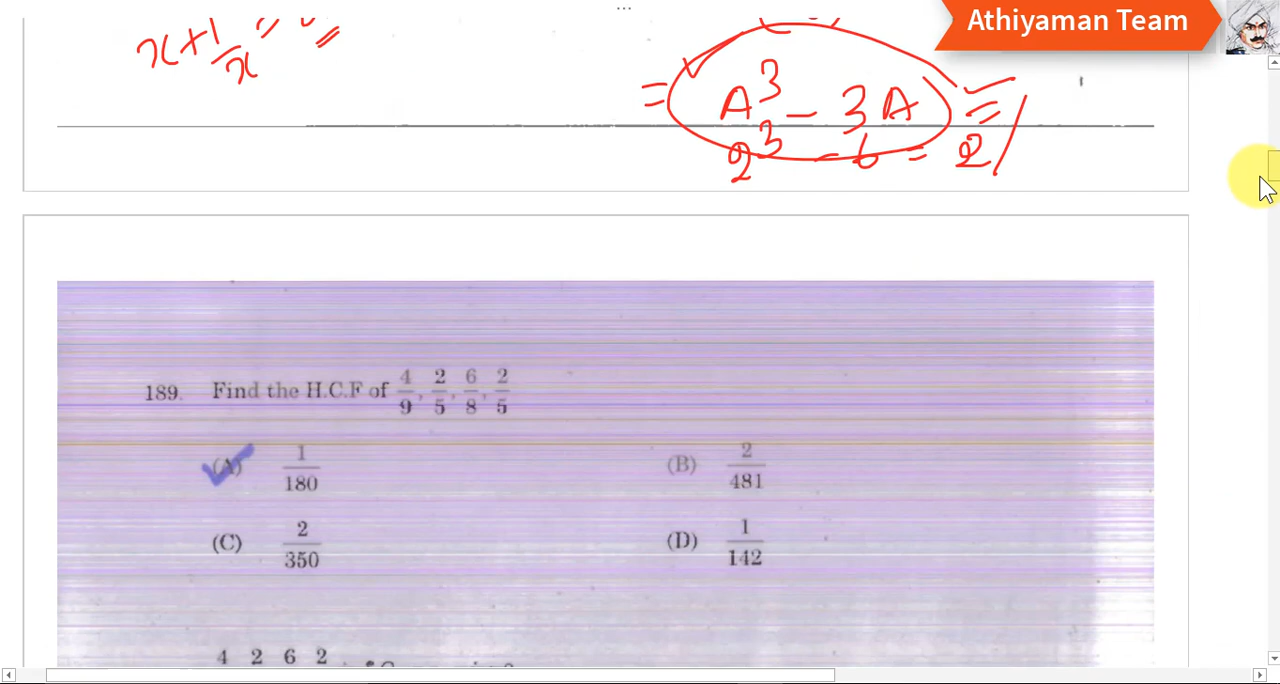 Athiyaman Team
x + 1/x =
= A³ - 3A =
2³ - 6 = 2
189. Find the H.C.F of 4/9, 2/5, 6/8, 2/5
(A) 1/180
(B) 2/481
(C) 2/350
(D) 1/142
4 2 6 2